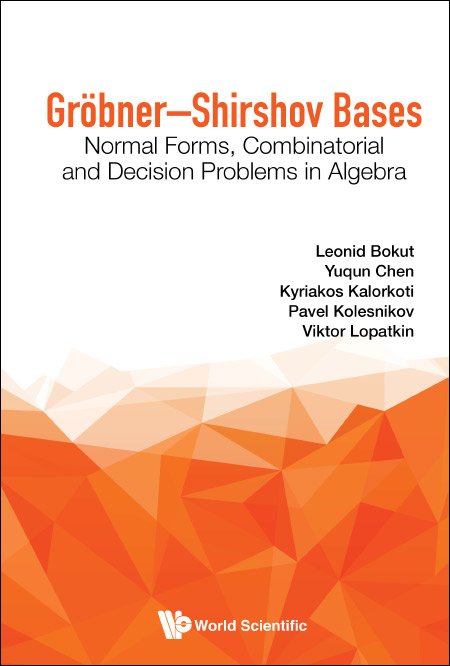 Gröbner–Shirshov Bases
Normal Forms, Combinatorial
and Decision Problems in Algebra
Leonid Bokut
Yuqun Chen
Kyriakos Kalorkoti
Pavel Kolesnikov
Viktor Lopatkin
World Scientific